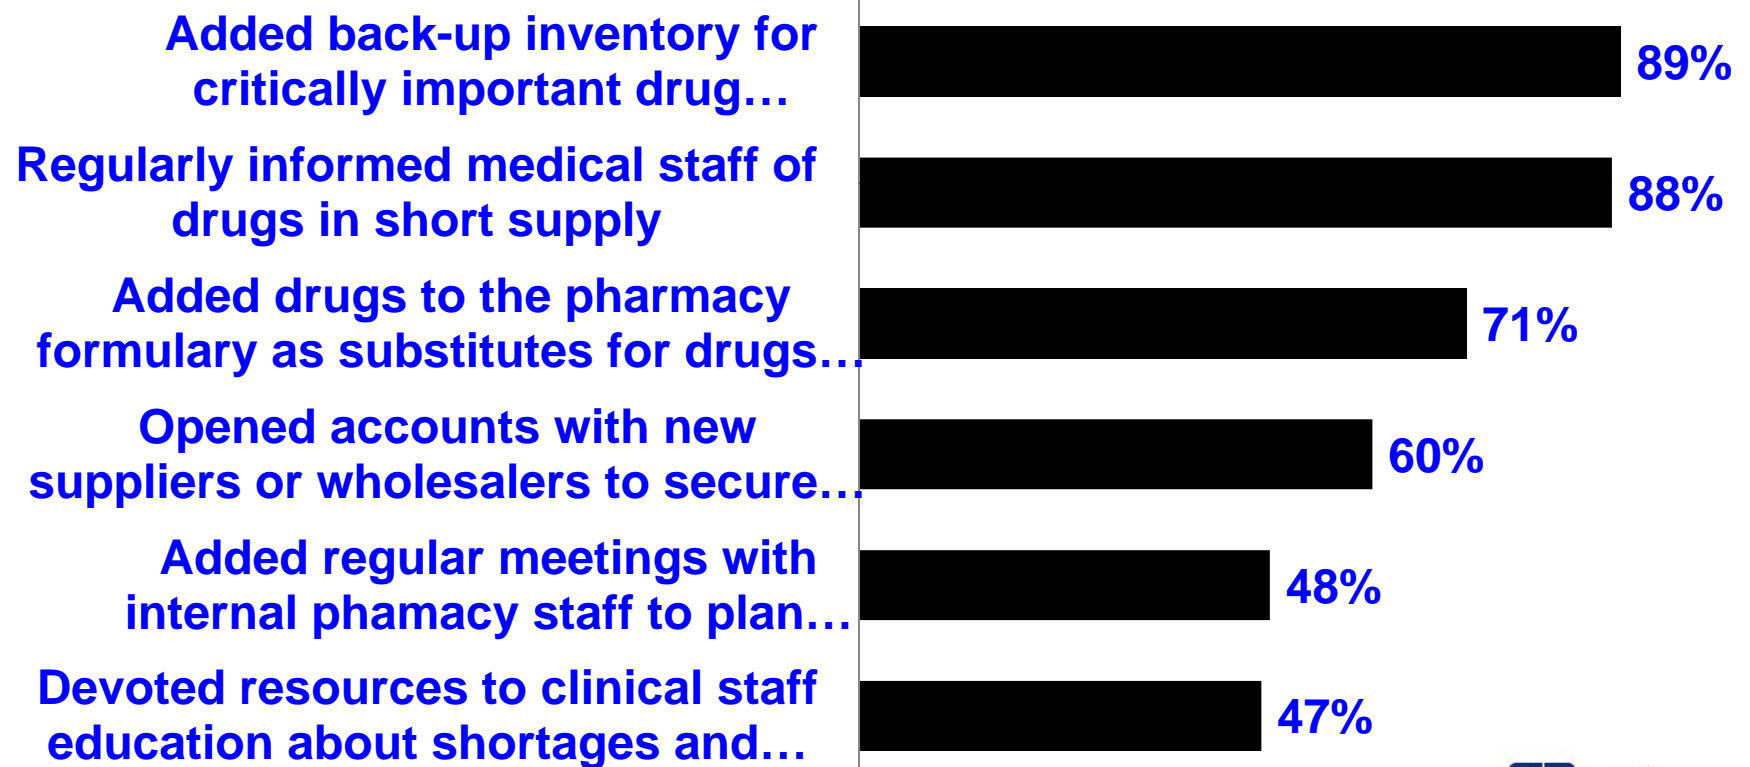 Added back-up inventory for
critically important drug…
89%
Regularly informed medical staff of
drugs in short supply
88%
Added drugs to the pharmacy
formulary as substitutes for drugs…
71%
Opened accounts with new
suppliers or wholesalers to secure…
60%
Added regular meetings with
internal phamacy staff to plan…
48%
Devoted resources to clinical staff
education about shortages and…
47%